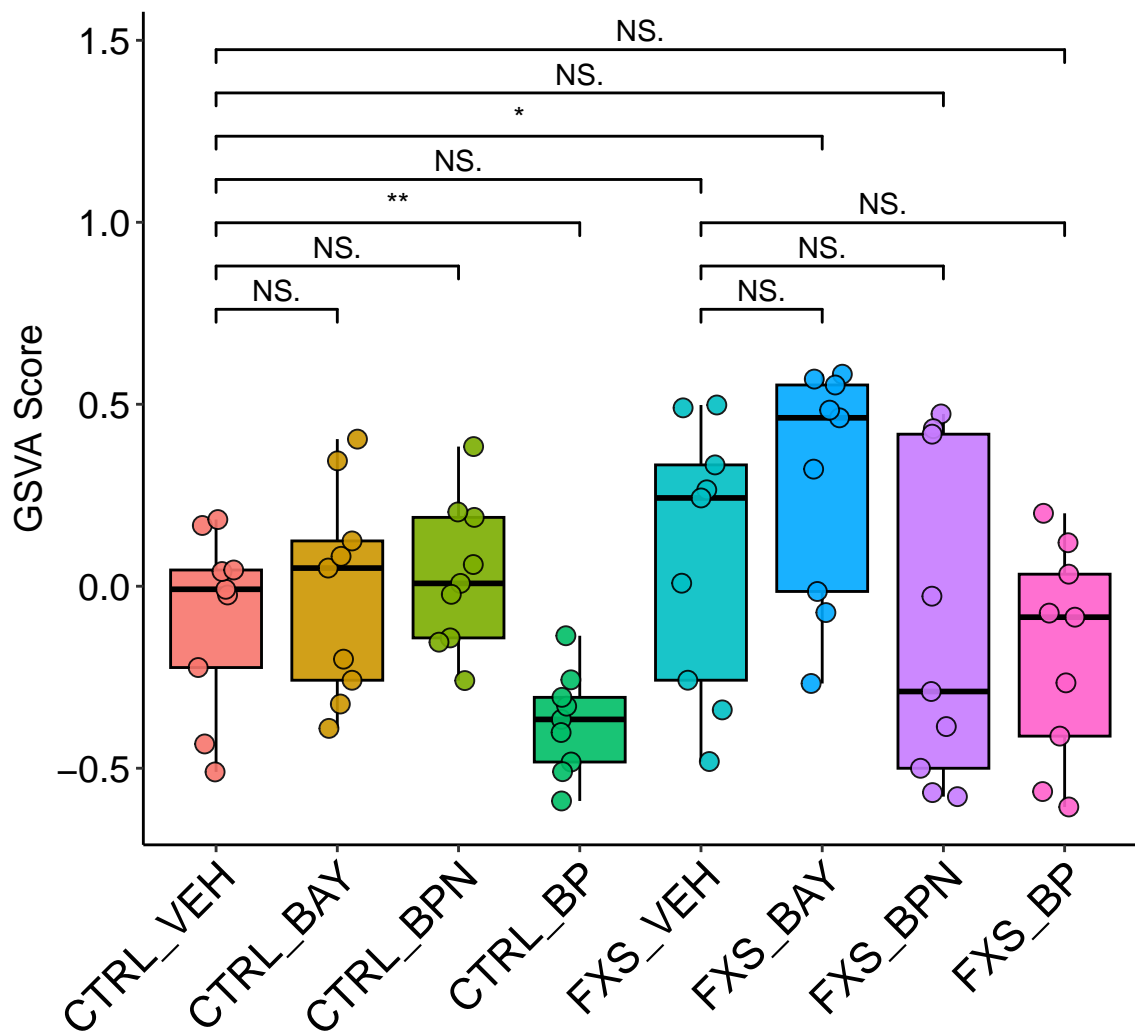 NS.
NS.
*
NS.
**
NS.
NS.
NS.
NS.
NS.
1.5
1.0
0.5
0.0
−0.5
GSVA Score
CTRL_VEH
CTRL_BAY
CTRL_BPN
CTRL_BP
FXS_VEH
FXS_BAY
FXS_BPN
FXS_BP